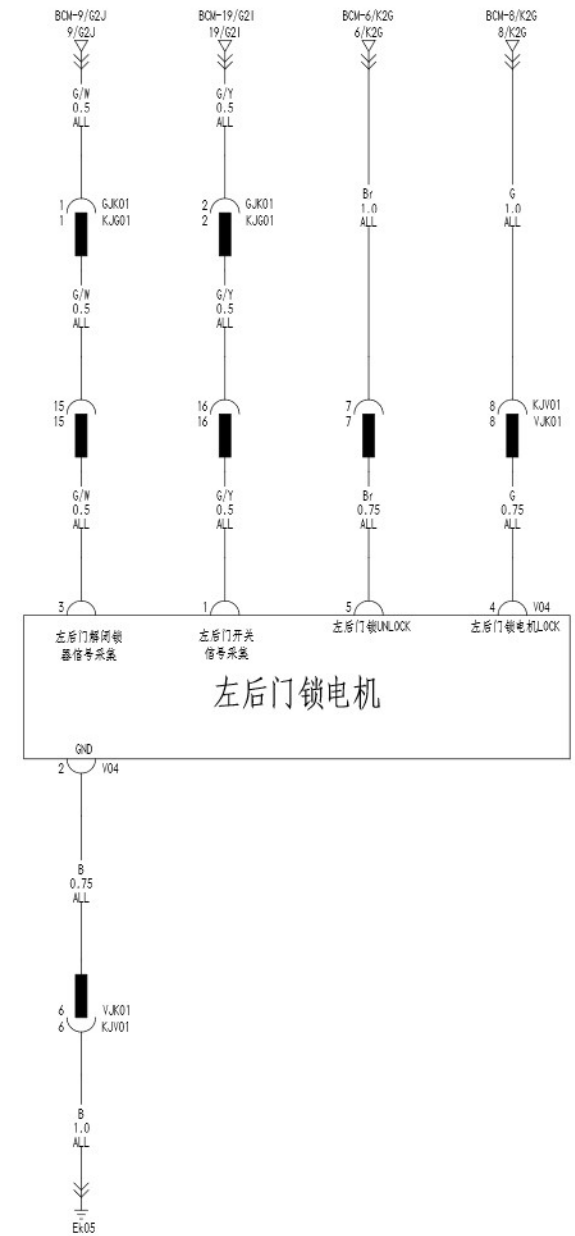 BCM-9/G2J
9/G2J
BCM-19/G2I
19/G2I
BCM-6/K2G
6/K2G
BCM-8/K2G
8/K2G
G/W
0.5
ALL
G/Y
0.5
ALL
Br
1.0
ALL
G
1.0
ALL
1 GJK01
1 KJG01
2 GJK01
2 KJG01
G/W
0.5
ALL
G/Y
0.5
ALL
15
15
16
16
7
7
8 KJV01
8 VJK01
G/W
0.5
ALL
G/Y
0.5
ALL
Br
0.75
ALL
G
0.75
ALL
3
1
5
4 V04
左后门解闭锁
器信号采集
左后门开关
信号采集
左后门锁UNLOCK
左后门锁电机LOCK
左后门锁电机
GND
2 V04
B
0.75
ALL
6 VJK01
6 KJV01
B
1.0
ALL
Ek05